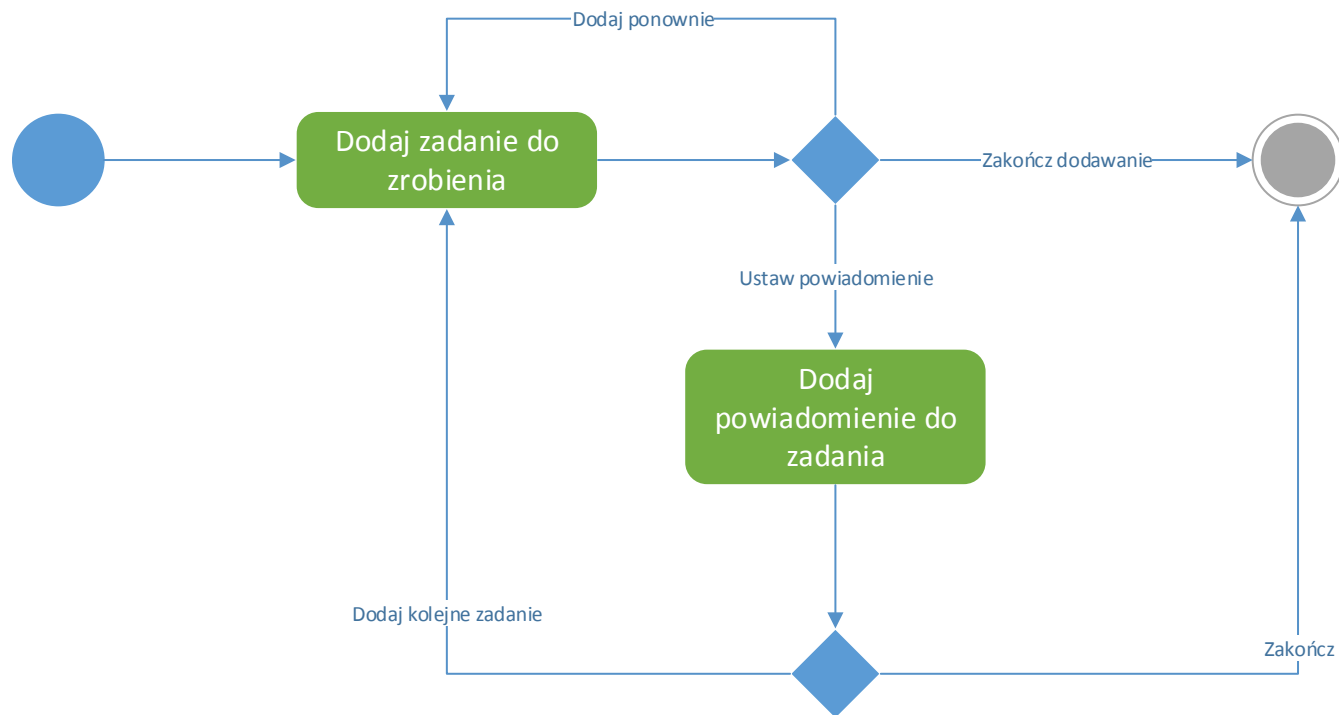 Dodaj ponownie
Dodaj zadanie do
zrobienia
Zakończ dodawanie
Ustaw powiadomienie
Dodaj
powiadomienie do
zadania
Dodaj kolejne zadanie
Zakończ